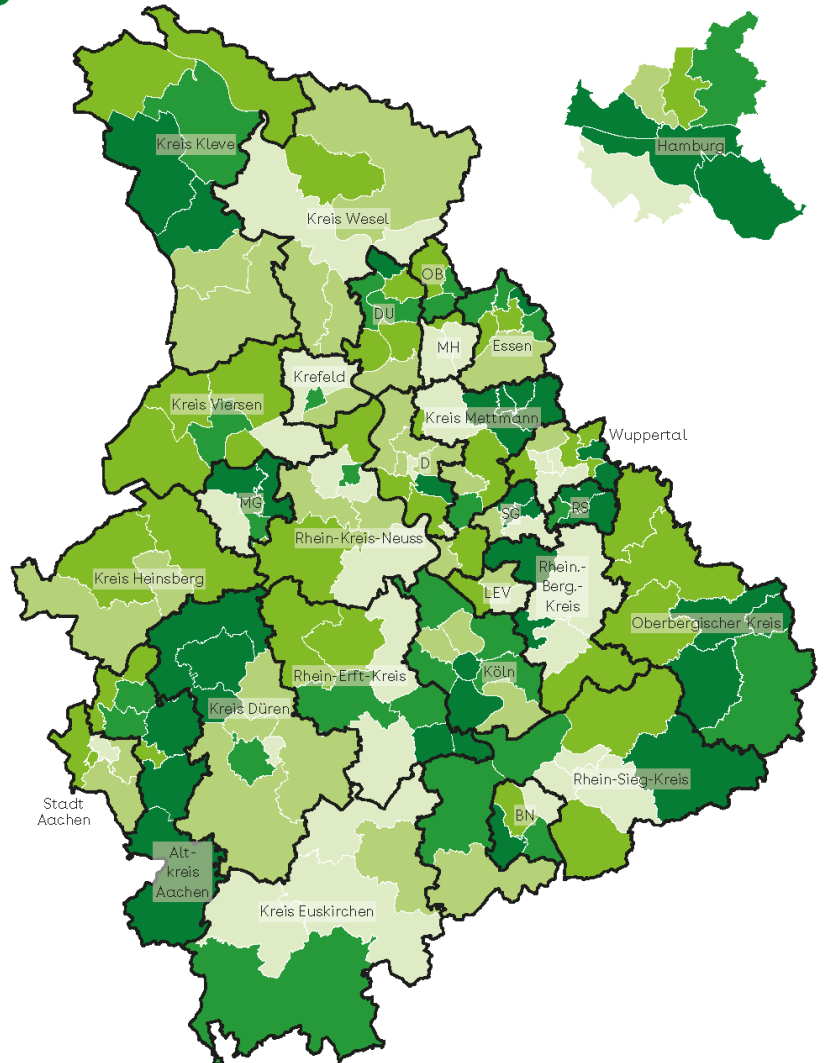 Kreis Kleve
Hamburg
Kreis Wesel
OB
DU
MH
Essen
Krefeld
Kreis Viersen
Kreis Mettmann
Wuppertal
D
MG
SG
RS
Rhein-Kreis-Neuss
Kreis Heinsberg
Rhein.-
Berg.-
Kreis
LEV
Oberbergischer Kreis
Köln
Rhein-Erft-Kreis
Kreis Düren
Rhein-Sieg-Kreis
Stadt
Aachen
BN
Alt-
kreis
Aachen
Kreis Euskirchen